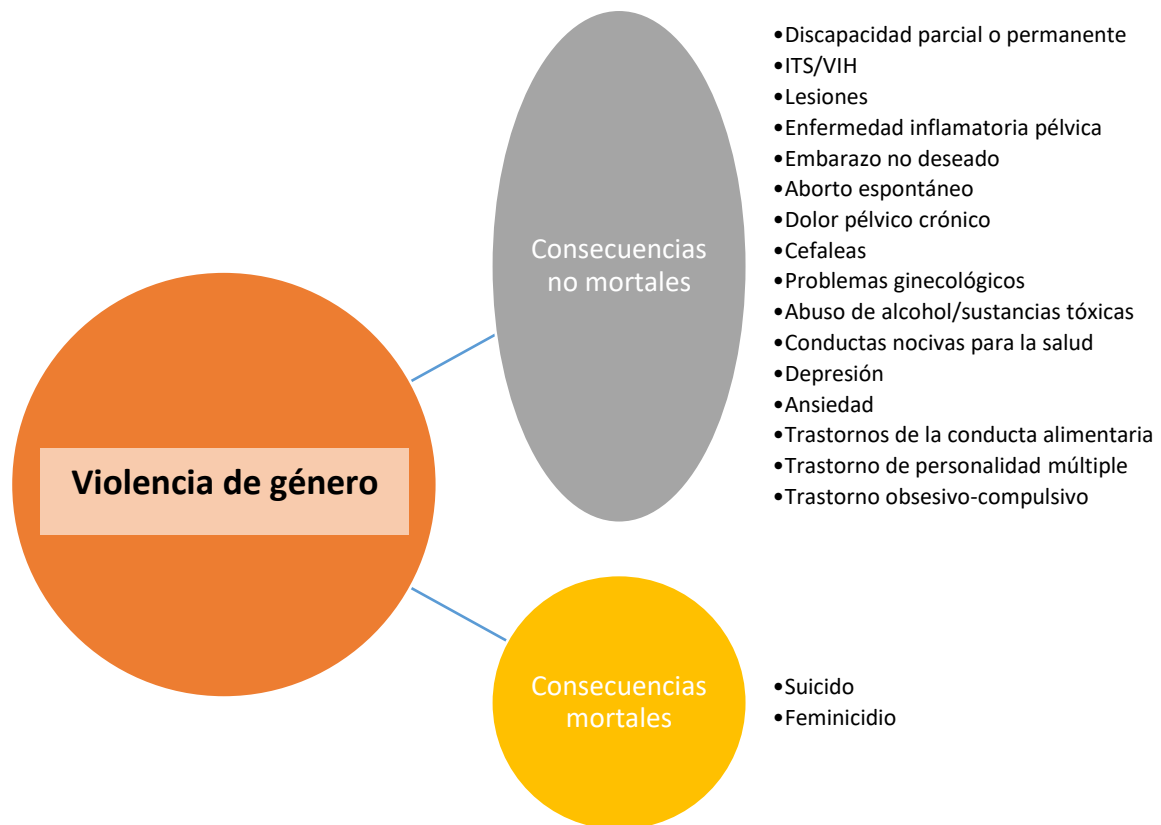 Violencia de género
Consecuencias
no mortales
•Discapacidad parcial o permanente
•ITS/VIH
•Lesiones
•Enfermedad inflamatoria pélvica
•Embarazo no deseado
•Aborto espontáneo
•Dolor pélvico crónico
•Cefaleas
•Problemas ginecológicos
•Abuso de alcohol/sustancias tóxicas
•Conductas nocivas para la salud
•Depresión
•Ansiedad
•Trastornos de la conducta alimentaria
•Trastorno de personalidad múltiple
•Trastorno obsesivo-compulsivo
Consecuencias
mortales
•Suicido
•Feminicidio